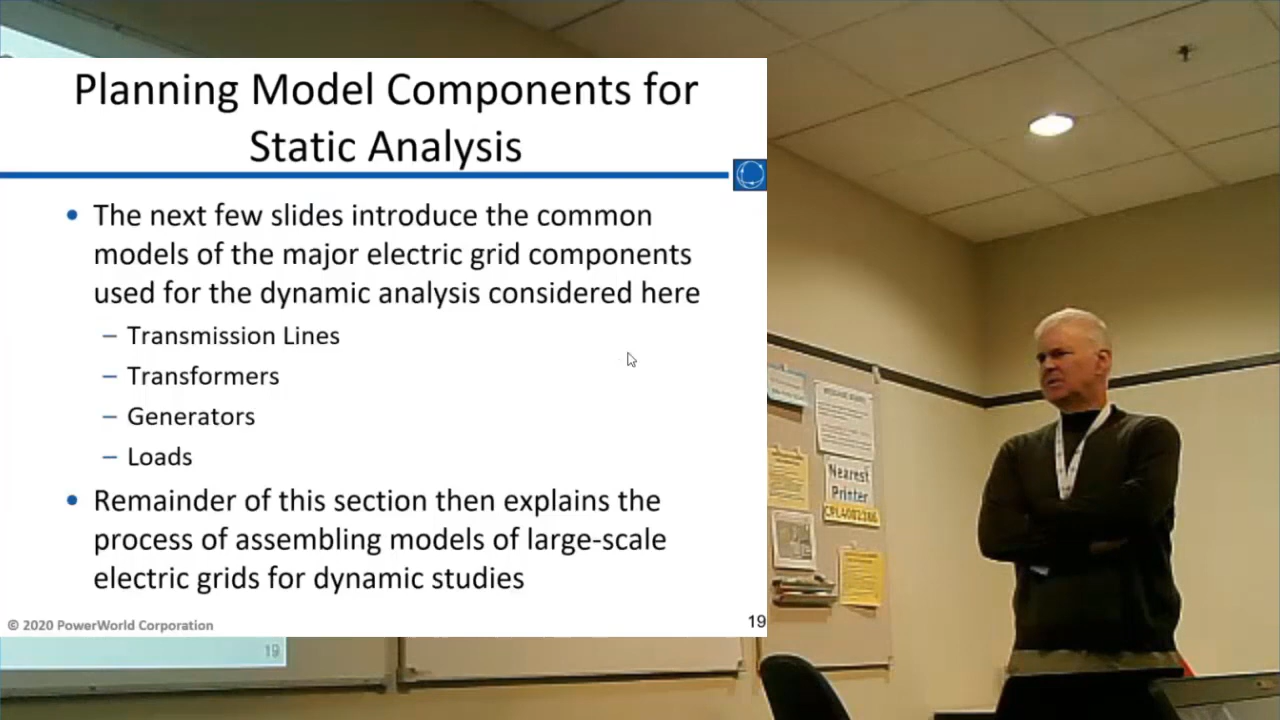 Planning Model Components for
Static Analysis
• The next few slides introduce the common
models of the major electric grid components
used for the dynamic analysis considered here
– Transmission Lines
– Transformers
– Generators
– Loads
• Remainder of this section then explains the
process of assembling models of large-scale
electric grids for dynamic studies
© 2020 PowerWorld Corporation
19
19
Nearest
Printer